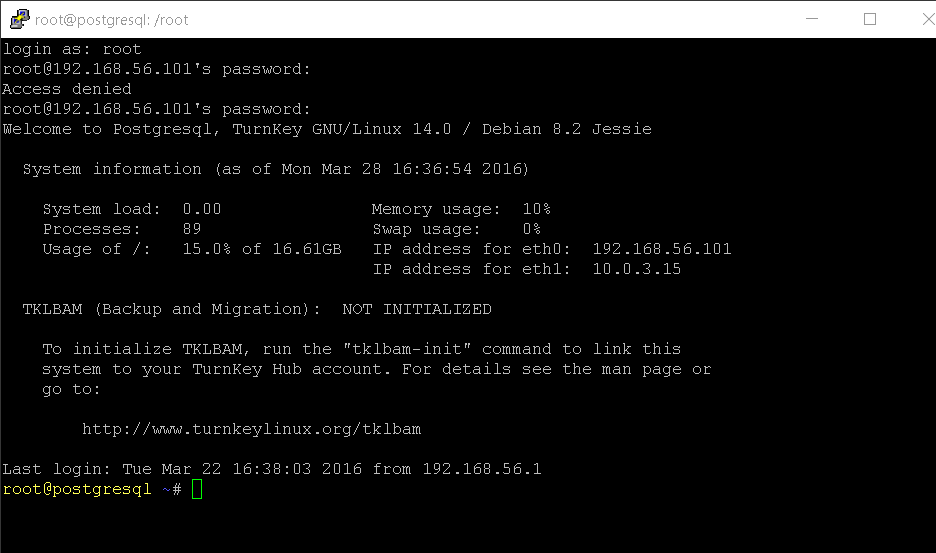 root@postgresql: /root
login as: root
root@192.168.56.101's password:
Access denied
root@192.168.56.101's password:
Welcome to Postgresql, TurnKey GNU/Linux 14.0 / Debian 8.2 Jessie
System information (as of Mon Mar 28 16:36:54 2016)
System load:  0.00               Memory usage:  10%
Processes:    89                 Swap usage:    0%
Usage of /:   15.0% of 16.61GB   IP address for eth0:  192.168.56.101
IP address for eth1:  10.0.3.15
TKLBAM (Backup and Migration):  NOT INITIALIZED
To initialize TKLBAM, run the "tklbam-init" command to link this
system to your TurnKey Hub account. For details see the man page or
go to:
http://www.turnkeylinux.org/tklbam
Last login: Tue Mar 22 16:38:03 2016 from 192.168.56.1
root@postgresql ~#